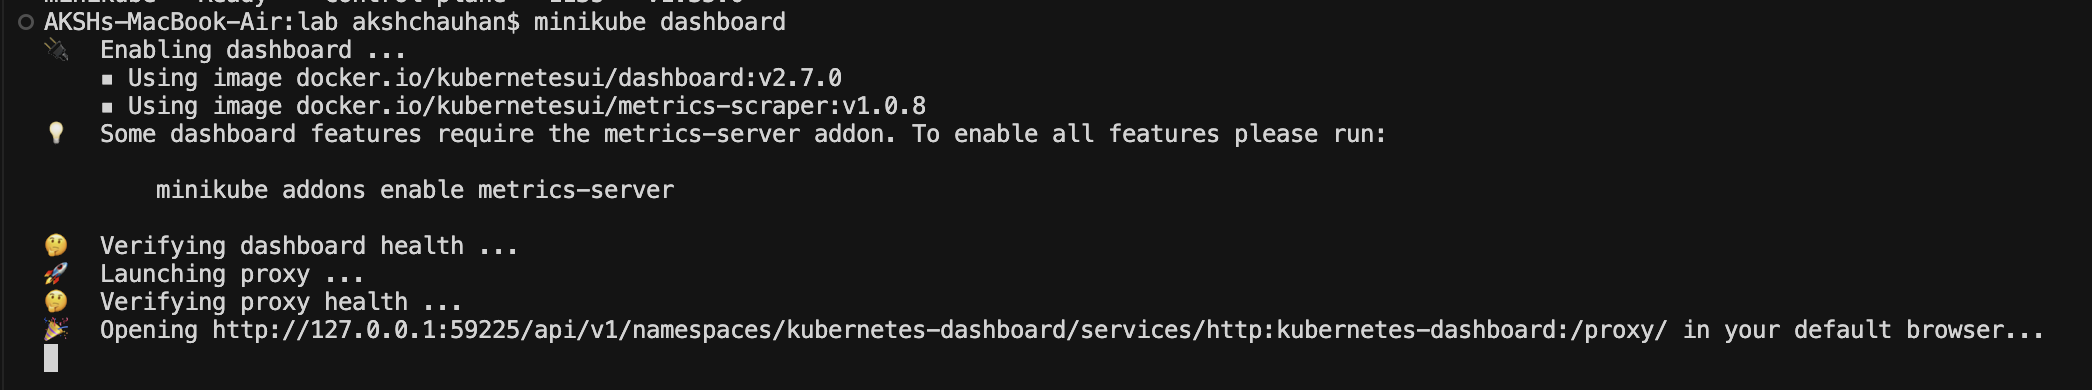 AKSHs-MacBook-Air:lab akshchauhan$ minikube dashboard
🔌  Enabling dashboard ...
    ▪ Using image docker.io/kubernetesui/dashboard:v2.7.0
    ▪ Using image docker.io/kubernetesui/metrics-scraper:v1.0.8
💡  Some dashboard features require the metrics-server addon. To enable all features please run:
        minikube addons enable metrics-server
🤔  Verifying dashboard health ...
🚀  Launching proxy ...
🤔  Verifying proxy health ...
🎉  Opening http://127.0.0.1:59225/api/v1/namespaces/kubernetes-dashboard/services/http:kubernetes-dashboard:/proxy/ in your default browser...